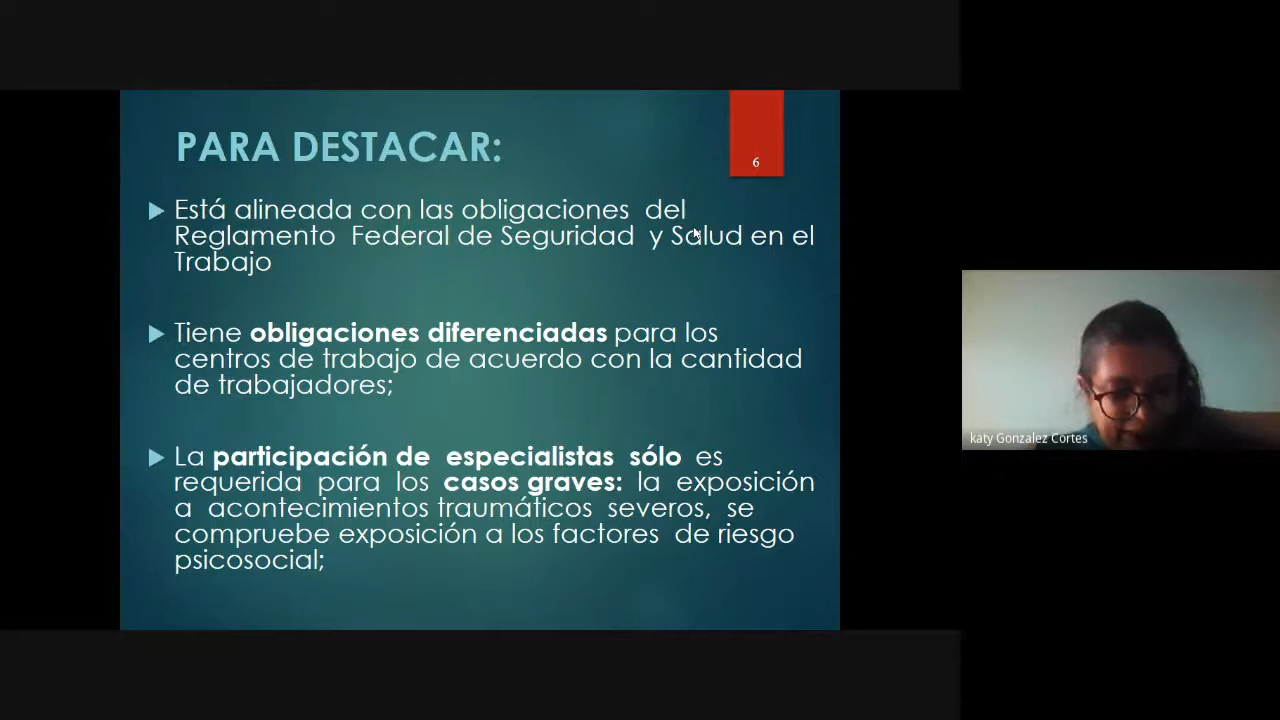 PARA DESTACAR:
6
Está alineada con las obligaciones del
Reglamento Federal de Seguridad y Salud en el
Trabajo
Tiene obligaciones diferenciadas para los
centros de trabajo de acuerdo con la cantidad
de trabajadores;
La participación de especialistas sólo es
requerida para los casos graves: la exposición
a acontecimientos traumáticos severos, se
compruebe exposición a los factores de riesgo
psicosocial;
katy Gonzalez Cortes